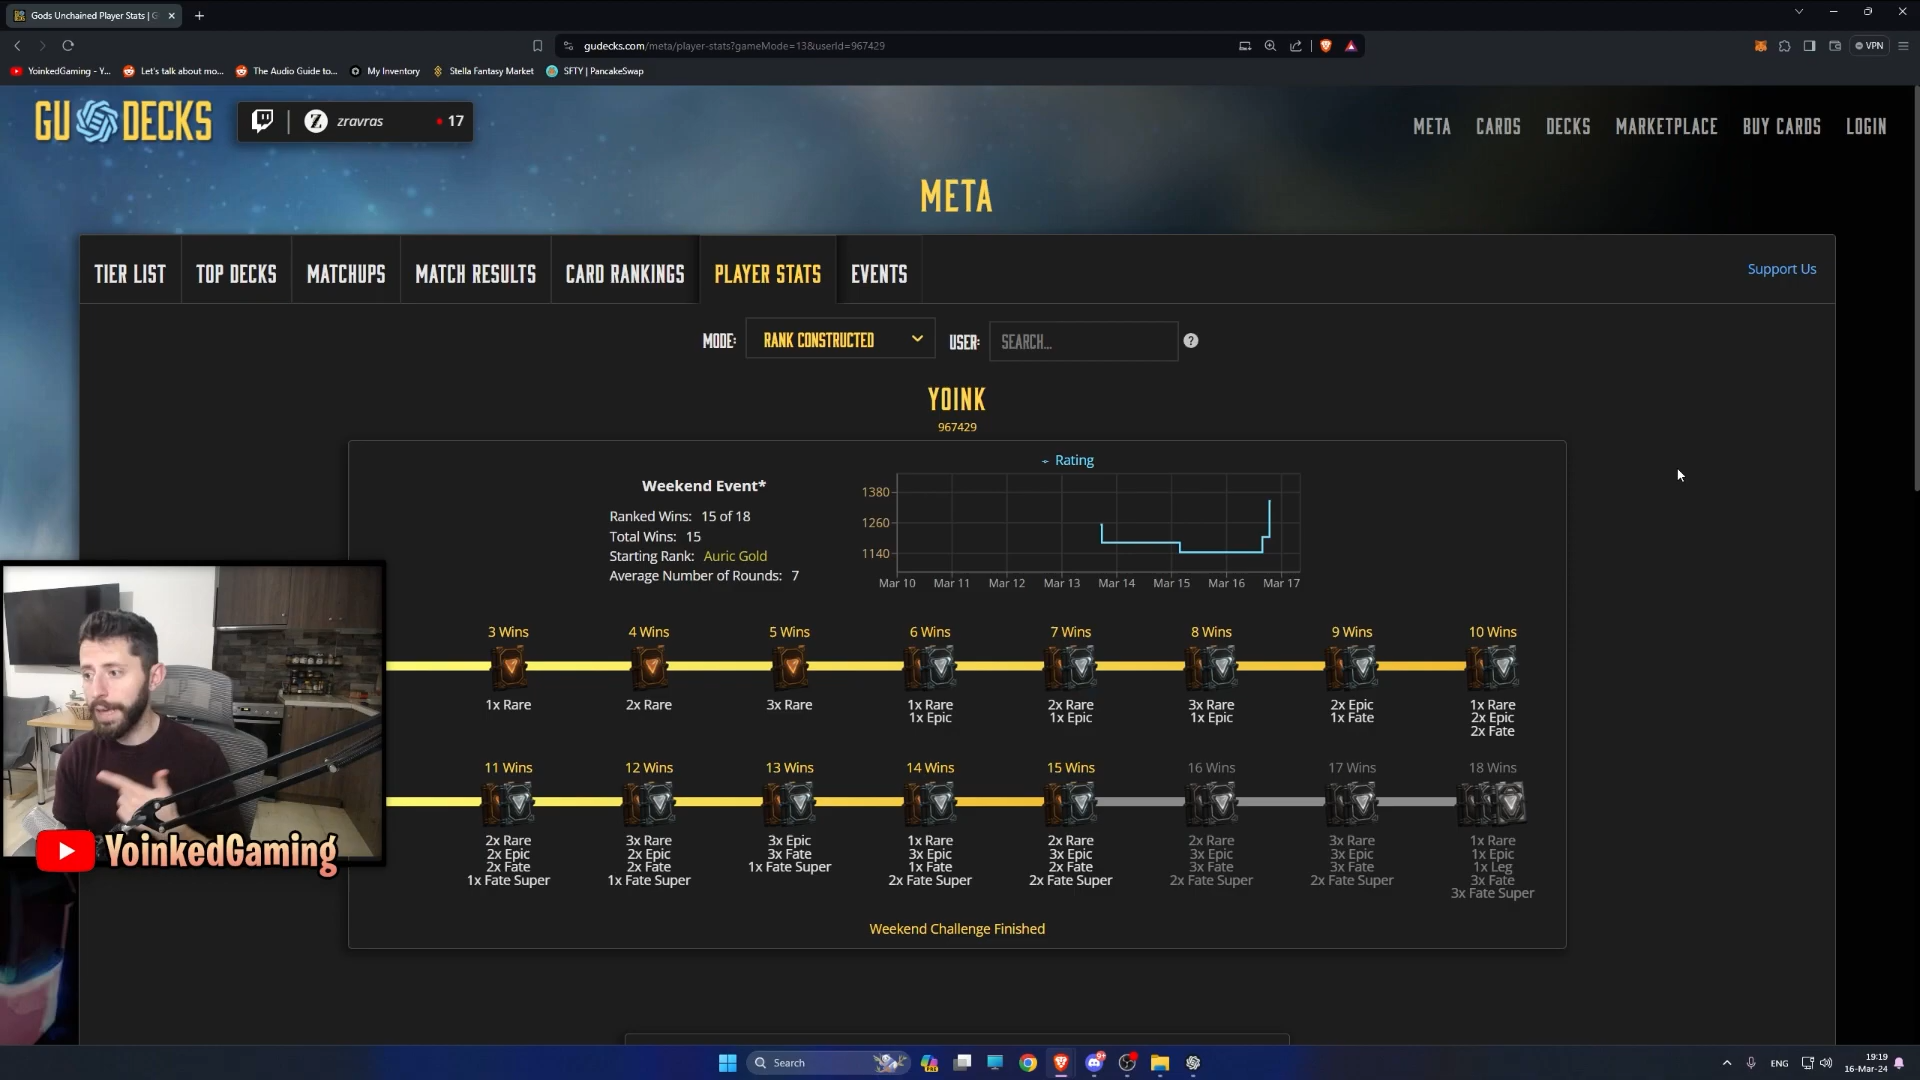 Gods Unchained Player Stats | G
gudecks.com/meta/player-stats?gameMode=13&userId=967429
VPN
YoinkedGaming - Y...
Let's talk about mo...
The Audio Guide to...
My Inventory
Stella Fantasy Market
SFTY | PancakeSwap
GU DECKS
Z
zravras
17
META
CARDS
DECKS
MARKETPLACE
BUY CARDS
LOGIN
META
TIER LIST
TOP DECKS
MATCHUPS
MATCH RESULTS
CARD RANKINGS
PLAYER STATS
EVENTS
Support Us
MODE:
RANK CONSTRUCTED
USER:
SEARCH...
?
YOINK
967429
Weekend Event*
Ranked Wins: 15 of 18
Total Wins: 15
Starting Rank: Auric Gold
Average Number of Rounds: 7
Rating
1380
1260
1140
Mar 10 Mar 11 Mar 12 Mar 13 Mar 14 Mar 15 Mar 16 Mar 17
3 Wins
1x Rare
4 Wins
2x Rare
5 Wins
3x Rare
6 Wins
1x Rare
1x Epic
7 Wins
2x Rare
1x Epic
8 Wins
3x Rare
1x Epic
9 Wins
2x Epic
1x Fate
10 Wins
1x Rare
2x Epic
2x Fate
11 Wins
2x Rare
2x Epic
2x Fate
1x Fate Super
12 Wins
3x Rare
2x Epic
2x Fate
1x Fate Super
13 Wins
3x Epic
3x Fate
1x Fate Super
14 Wins
1x Rare
3x Epic
1x Fate
2x Fate Super
15 Wins
2x Rare
3x Epic
2x Fate
2x Fate Super
16 Wins
2x Rare
3x Epic
3x Fate
2x Fate Super
17 Wins
3x Rare
3x Epic
3x Fate
2x Fate Super
18 Wins
1x Rare
1x Epic
1x Leg
3x Fate
3x Fate Super
Weekend Challenge Finished
YoinkedGaming
Search
ENG
19:19
16-Mar-24